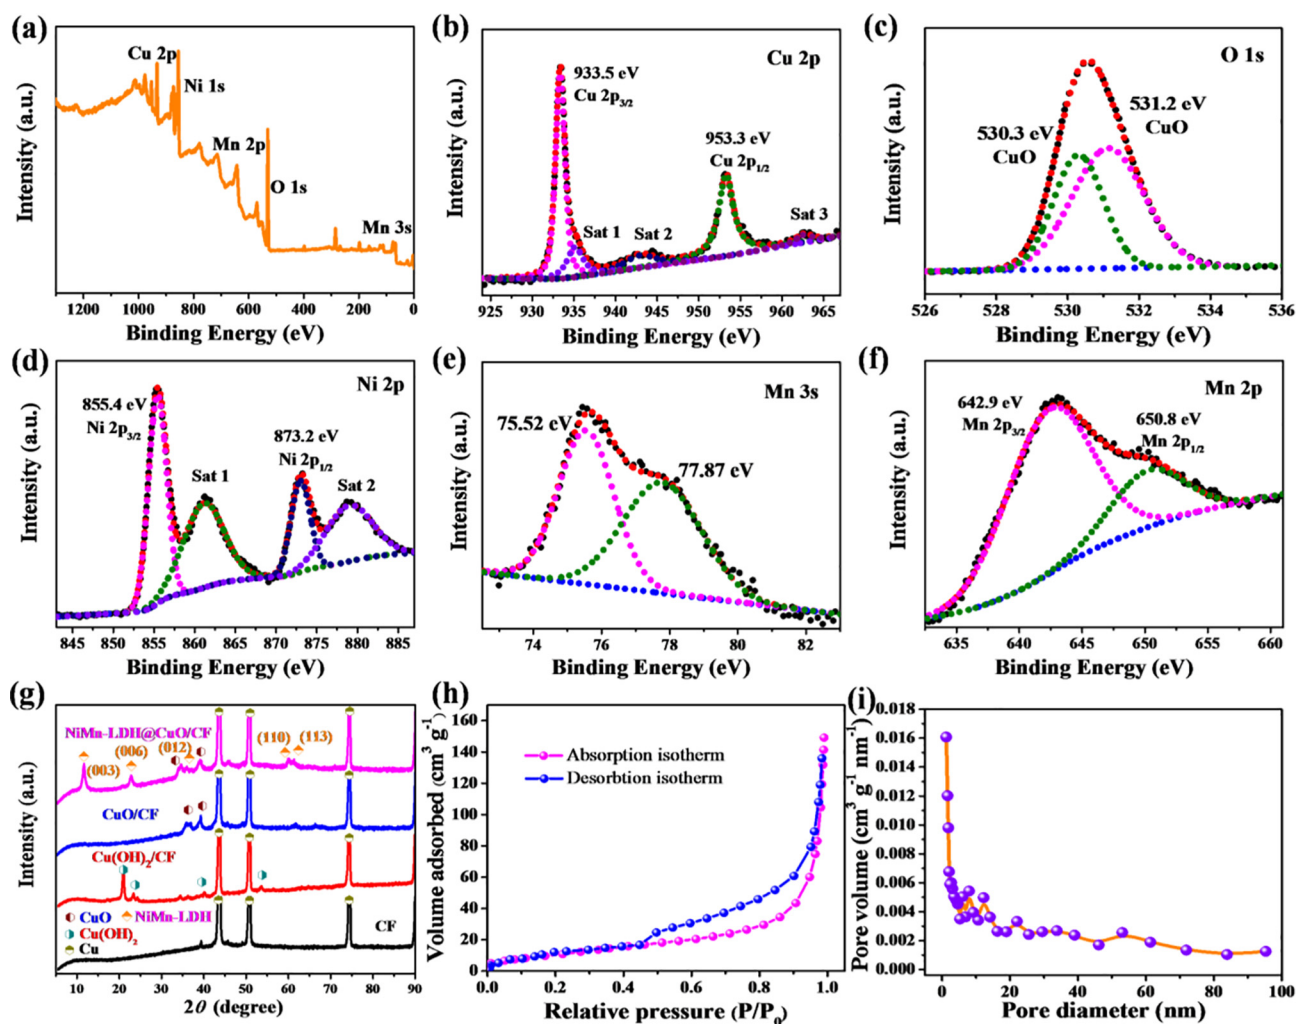 (a)
Cu 2p
Ni 1s
Mn 2p
O 1s
Mn 3s
Intensity (a.u.)
1200 1000 800 600 400 200 0
Binding Energy (eV)
(b)
Cu 2p
933.5 eV
Cu 2p3/2
953.3 eV
Cu 2p1/2
Sat 1
Sat 2
Sat 3
Intensity (a.u.)
925 930 935 940 945 950 955 960 965
Binding Energy (eV)
(c)
O 1s
531.2 eV
CuO
530.3 eV
CuO
Intensity (a.u.)
526 528 530 532 534 536
Binding Energy (eV)
(d)
Ni 2p
855.4 eV
Ni 2p3/2
873.2 eV
Ni 2p1/2
Sat 1
Sat 2
Intensity (a.u.)
845 850 855 860 865 870 875 880 885
Binding Energy (eV)
(e)
Mn 3s
75.52 eV
77.87 eV
Intensity (a.u.)
74 76 78 80 82
Binding Energy (eV)
(f)
Mn 2p
642.9 eV
Mn 2p3/2
650.8 eV
Mn 2p1/2
Intensity (a.u.)
635 640 645 650 655 660
Binding Energy (eV)
(g)
NiMn-LDH@CuO/CF
(003)
(006)
(012)
(110)
(113)
CuO/CF
Cu(OH)2/CF
CF
CuO
NiMn-LDH
Cu(OH)2
Cu
Intensity (a.u.)
10 20 30 40 50 60 70 80 90
2θ (degree)
(h)
Absorption isotherm
Desorbtion isotherm
Volume adsorbed (cm3 g-1)
160
140
120
100
80
60
40
20
0
0.0 0.2 0.4 0.6 0.8 1.0
Relative pressure (P/P0)
(i)
Pore volume (cm3 g-1 nm-1)
0.018
0.016
0.014
0.012
0.010
0.008
0.006
0.004
0.002
0.000
0 20 40 60 80 100
Pore diameter (nm)